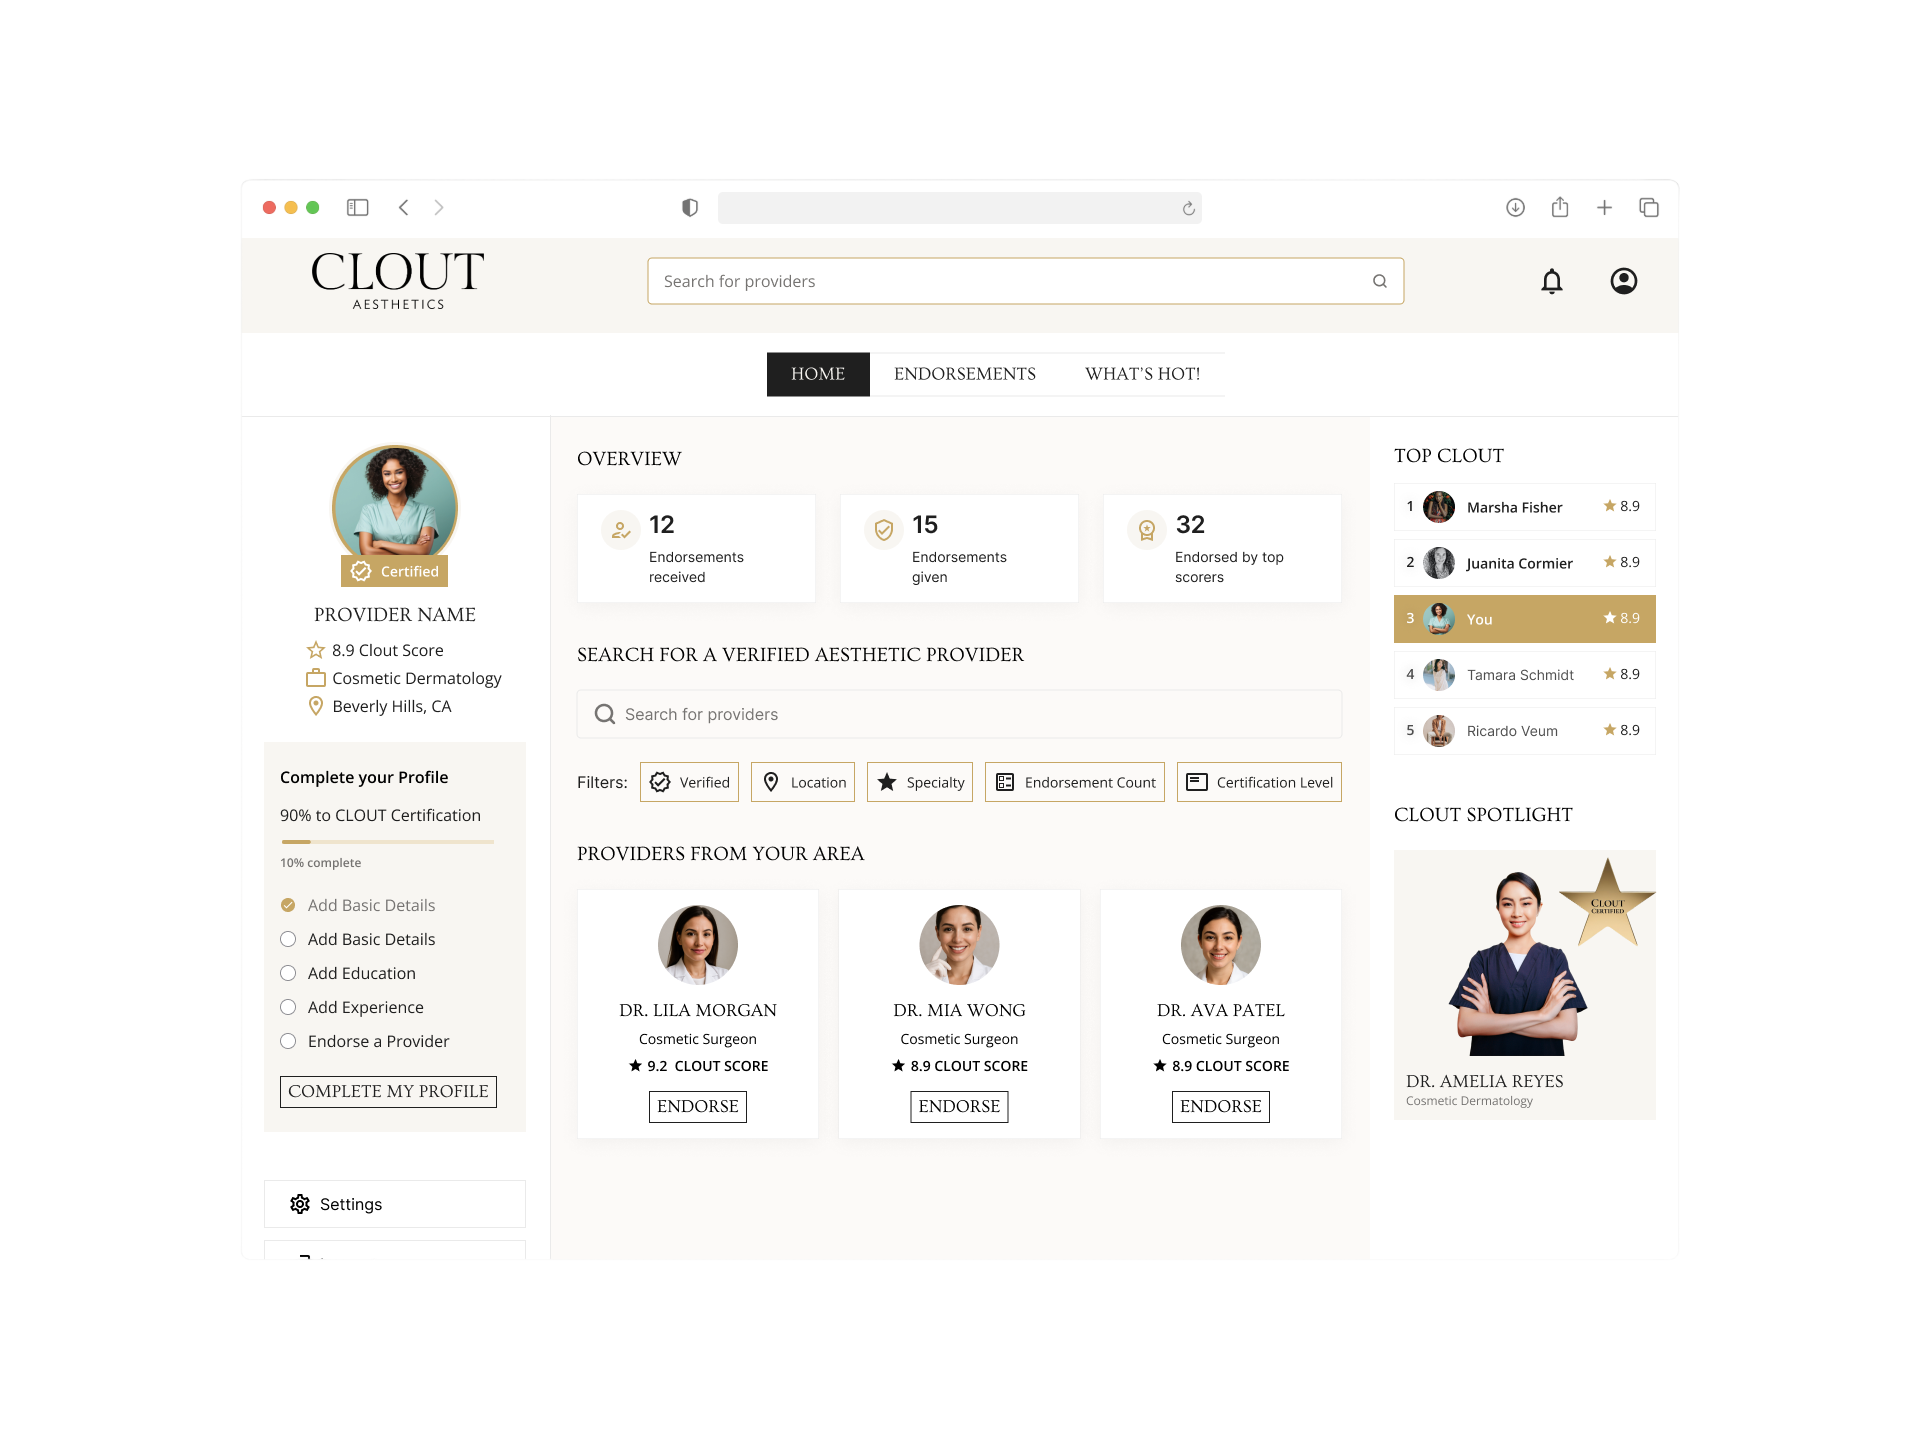 CLOUT
AESTHETICS
Search for providers
HOME
ENDORSEMENTS
WHAT'S HOT!
Certified
PROVIDER NAME
8.9 Clout Score
Cosmetic Dermatology
Beverly Hills, CA
Complete your Profile
90% to CLOUT Certification
10% complete
Add Basic Details
Add Basic Details
Add Education
Add Experience
Endorse a Provider
COMPLETE MY PROFILE
Settings
OVERVIEW
12
Endorsements
received
15
Endorsements
given
32
Endorsed by top
scorers
SEARCH FOR A VERIFIED AESTHETIC PROVIDER
Search for providers
Filters:
Verified
Location
Specialty
Endorsement Count
Certification Level
PROVIDERS FROM YOUR AREA
DR. LILA MORGAN
Cosmetic Surgeon
9.2 CLOUT SCORE
ENDORSE
DR. MIA WONG
Cosmetic Surgeon
8.9 CLOUT SCORE
ENDORSE
DR. AVA PATEL
Cosmetic Surgeon
8.9 CLOUT SCORE
ENDORSE
TOP CLOUT
1 Marsha Fisher 8.9
2 Juanita Cormier 8.9
3 You 8.9
4 Tamara Schmidt 8.9
5 Ricardo Veum 8.9
CLOUT SPOTLIGHT
CLOUT
CERTIFIED
DR. AMELIA REYES
Cosmetic Dermatology